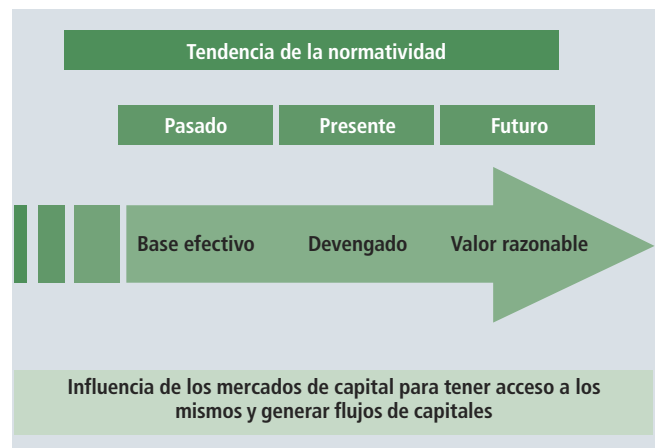 Tendencia de la normatividad
Pasado Presente Futuro
Base efectivo Devengado Valor razonable
Influencia de los mercados de capital para tener acceso a los
mismos y generar flujos de capitales